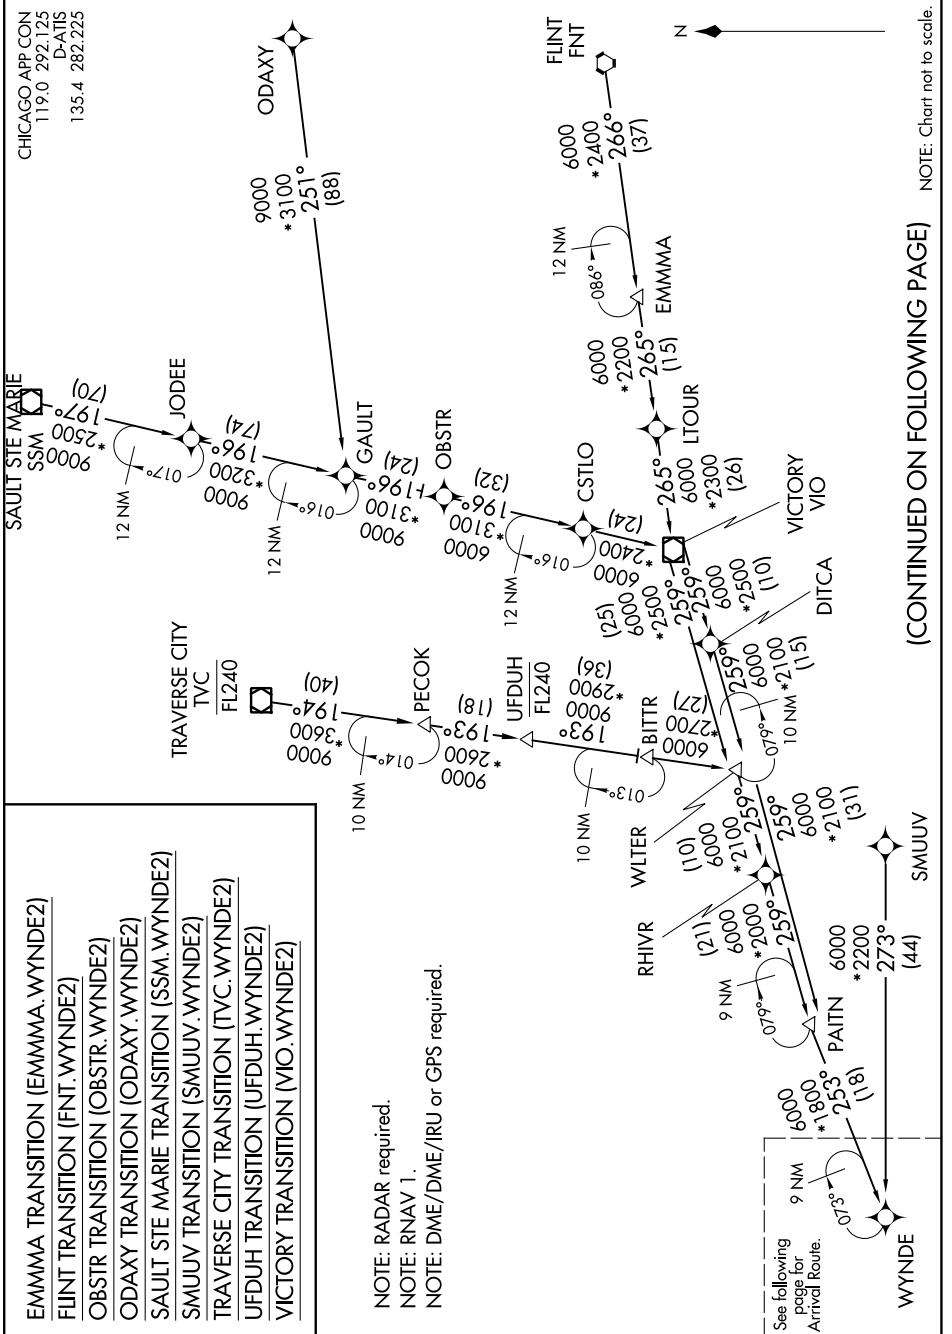 CHICAGO APP CON
119.0 292.125
D-ATIS
135.4 282.225
EMMMA TRANSITION (EMMMA.WYNDE2)
FLINT TRANSITION (FNT.WYNDE2)
OBSTR TRANSITION (OBSTR.WYNDE2)
ODAXY TRANSITION (ODAXY.WYNDE2)
SAULT STE MARIE TRANSITION (SSM.WYNDE2)
SMUUV TRANSITION (SMUUV.WYNDE2)
TRAVERSE CITY TRANSITION (TVC.WYNDE2)
UFDUH TRANSITION (UFDUH.WYNDE2)
VICTORY TRANSITION (VIO.WYNDE2)
NOTE: RADAR required.
NOTE: RNAV 1.
NOTE: DME/DME/IRU or GPS required.
SAULT STE MARIE
SSM
9000
*2500
197°
(70)
12 NM
017°
JODEE
9000
*3200
196°
(74)
12 NM
016°
GAULT
ODAXY
9000
*3100
251°
(88)
9000
*3100
196°
(24)
OBSTR
6000
*3100
196°
(32)
12 NM
016°
CSTLO
6000
*2400
(24)
FLINT
FNT
6000
*2400
266°
(37)
12 NM
086°
EMMMA
6000
*2200
265°
(15)
LTOUR
265°
6000
*2300
(26)
VICTORY
VIO
TRAVERSE CITY
TVC
FL240
9000
*3600
194°
(40)
10 NM
014°
PECOK
9000
*2600
193°
(18)
UFDUH
FL240
193°
9000
*2900
(36)
10 NM
013°
BITTR
6000
*2700
(27)
(25)
6000
*2500
259°
259°
6000
*2500
(10)
DITCA
259°
6000
*2100
(15)
10 NM
079°
WLTER
(10)
6000
*2100
259°
259°
6000
*2100
(31)
RHIVR
(21)
6000
*2000
259°
9 NM
079°
PAITN
6000
*1800
253°
(18)
SMUUV
6000
*2200
273°
(44)
9 NM
073°
WYNDE
See following
page for
Arrival Route.
N
NOTE: Chart not to scale.
(CONTINUED ON FOLLOWING PAGE)